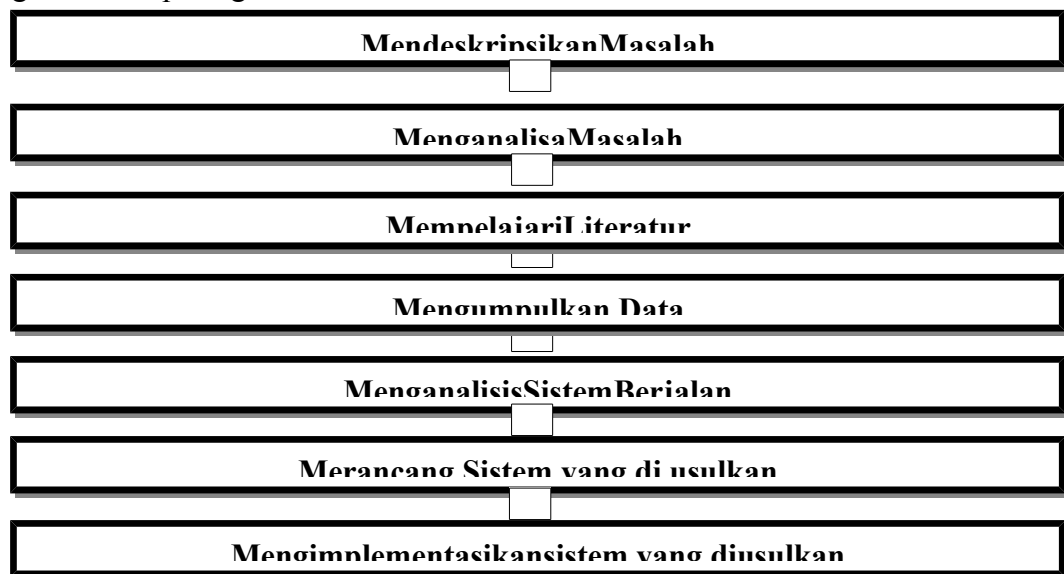 MendeskripsikanMasalah
MenganalisaMasalah
MempelajariLiteratur
Mengumpulkan Data
MenganalisisSistemBerjalan
Merancang Sistem yang di usulkan
Mengimplementasikansistem yang diusulkan